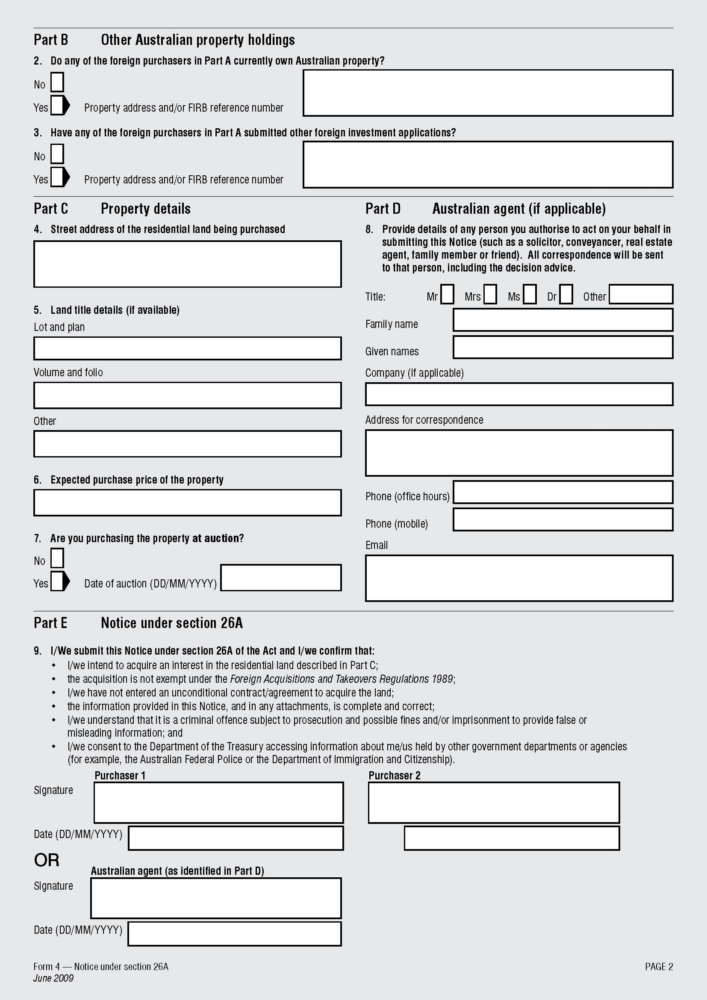 Part B Other Australian property holdings
2. Do any of the foreign purchasers in Part A currently own Australian property?
No
Yes Property address and/or FIRB reference number
3. Have any of the foreign purchasers in Part A submitted other foreign investment applications?
No
Yes Property address and/or FIRB reference number
Part C Property details
4. Street address of the residential land being purchased
5. Land title details (if available)
Lot and plan
Volume and folio
Other
6. Expected purchase price of the property
7. Are you purchasing the property at auction?
No
Yes Date of auction (DD/MM/YYYY)
Part D Australian agent (if applicable)
8. Provide details of any person you authorise to act on your behalf in
submitting this Notice (such as a solicitor, conveyancer, real estate
agent, family member or friend). All correspondence will be sent
to that person, including the decision advice.
Title: Mr Mrs Ms Dr Other
Family name
Given names
Company (if applicable)
Address for correspondence
Phone (office hours)
Phone (mobile)
Email
Part E Notice under section 26A
9. I/We submit this Notice under section 26A of the Act and I/we confirm that:
• I/we intend to acquire an interest in the residential land described in Part C;
• the acquisition is not exempt under the Foreign Acquisitions and Takeovers Regulations 1989;
• I/we have not entered an unconditional contract/agreement to acquire the land;
• the information provided in this Notice, and in any attachments, is complete and correct;
• I/we understand that it is a criminal offence subject to prosecution and possible fines and/or imprisonment to provide false or
misleading information; and
• I/we consent to the Department of the Treasury accessing information about me/us held by other government departments or agencies
(for example, the Australian Federal Police or the Department of Immigration and Citizenship).
Purchaser 1 Purchaser 2
Signature
Date (DD/MM/YYYY)
OR
Australian agent (as identified in Part D)
Signature
Date (DD/MM/YYYY)
Form 4 — Notice under section 26A PAGE 2
June 2009